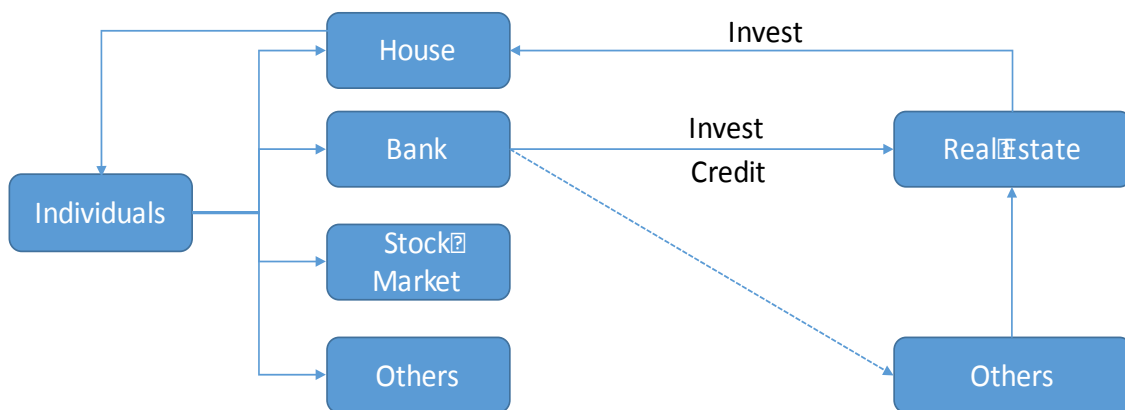 House
Invest
Bank
Invest
Credit
Real Estate
Individuals
Stock
Market
Others
Others